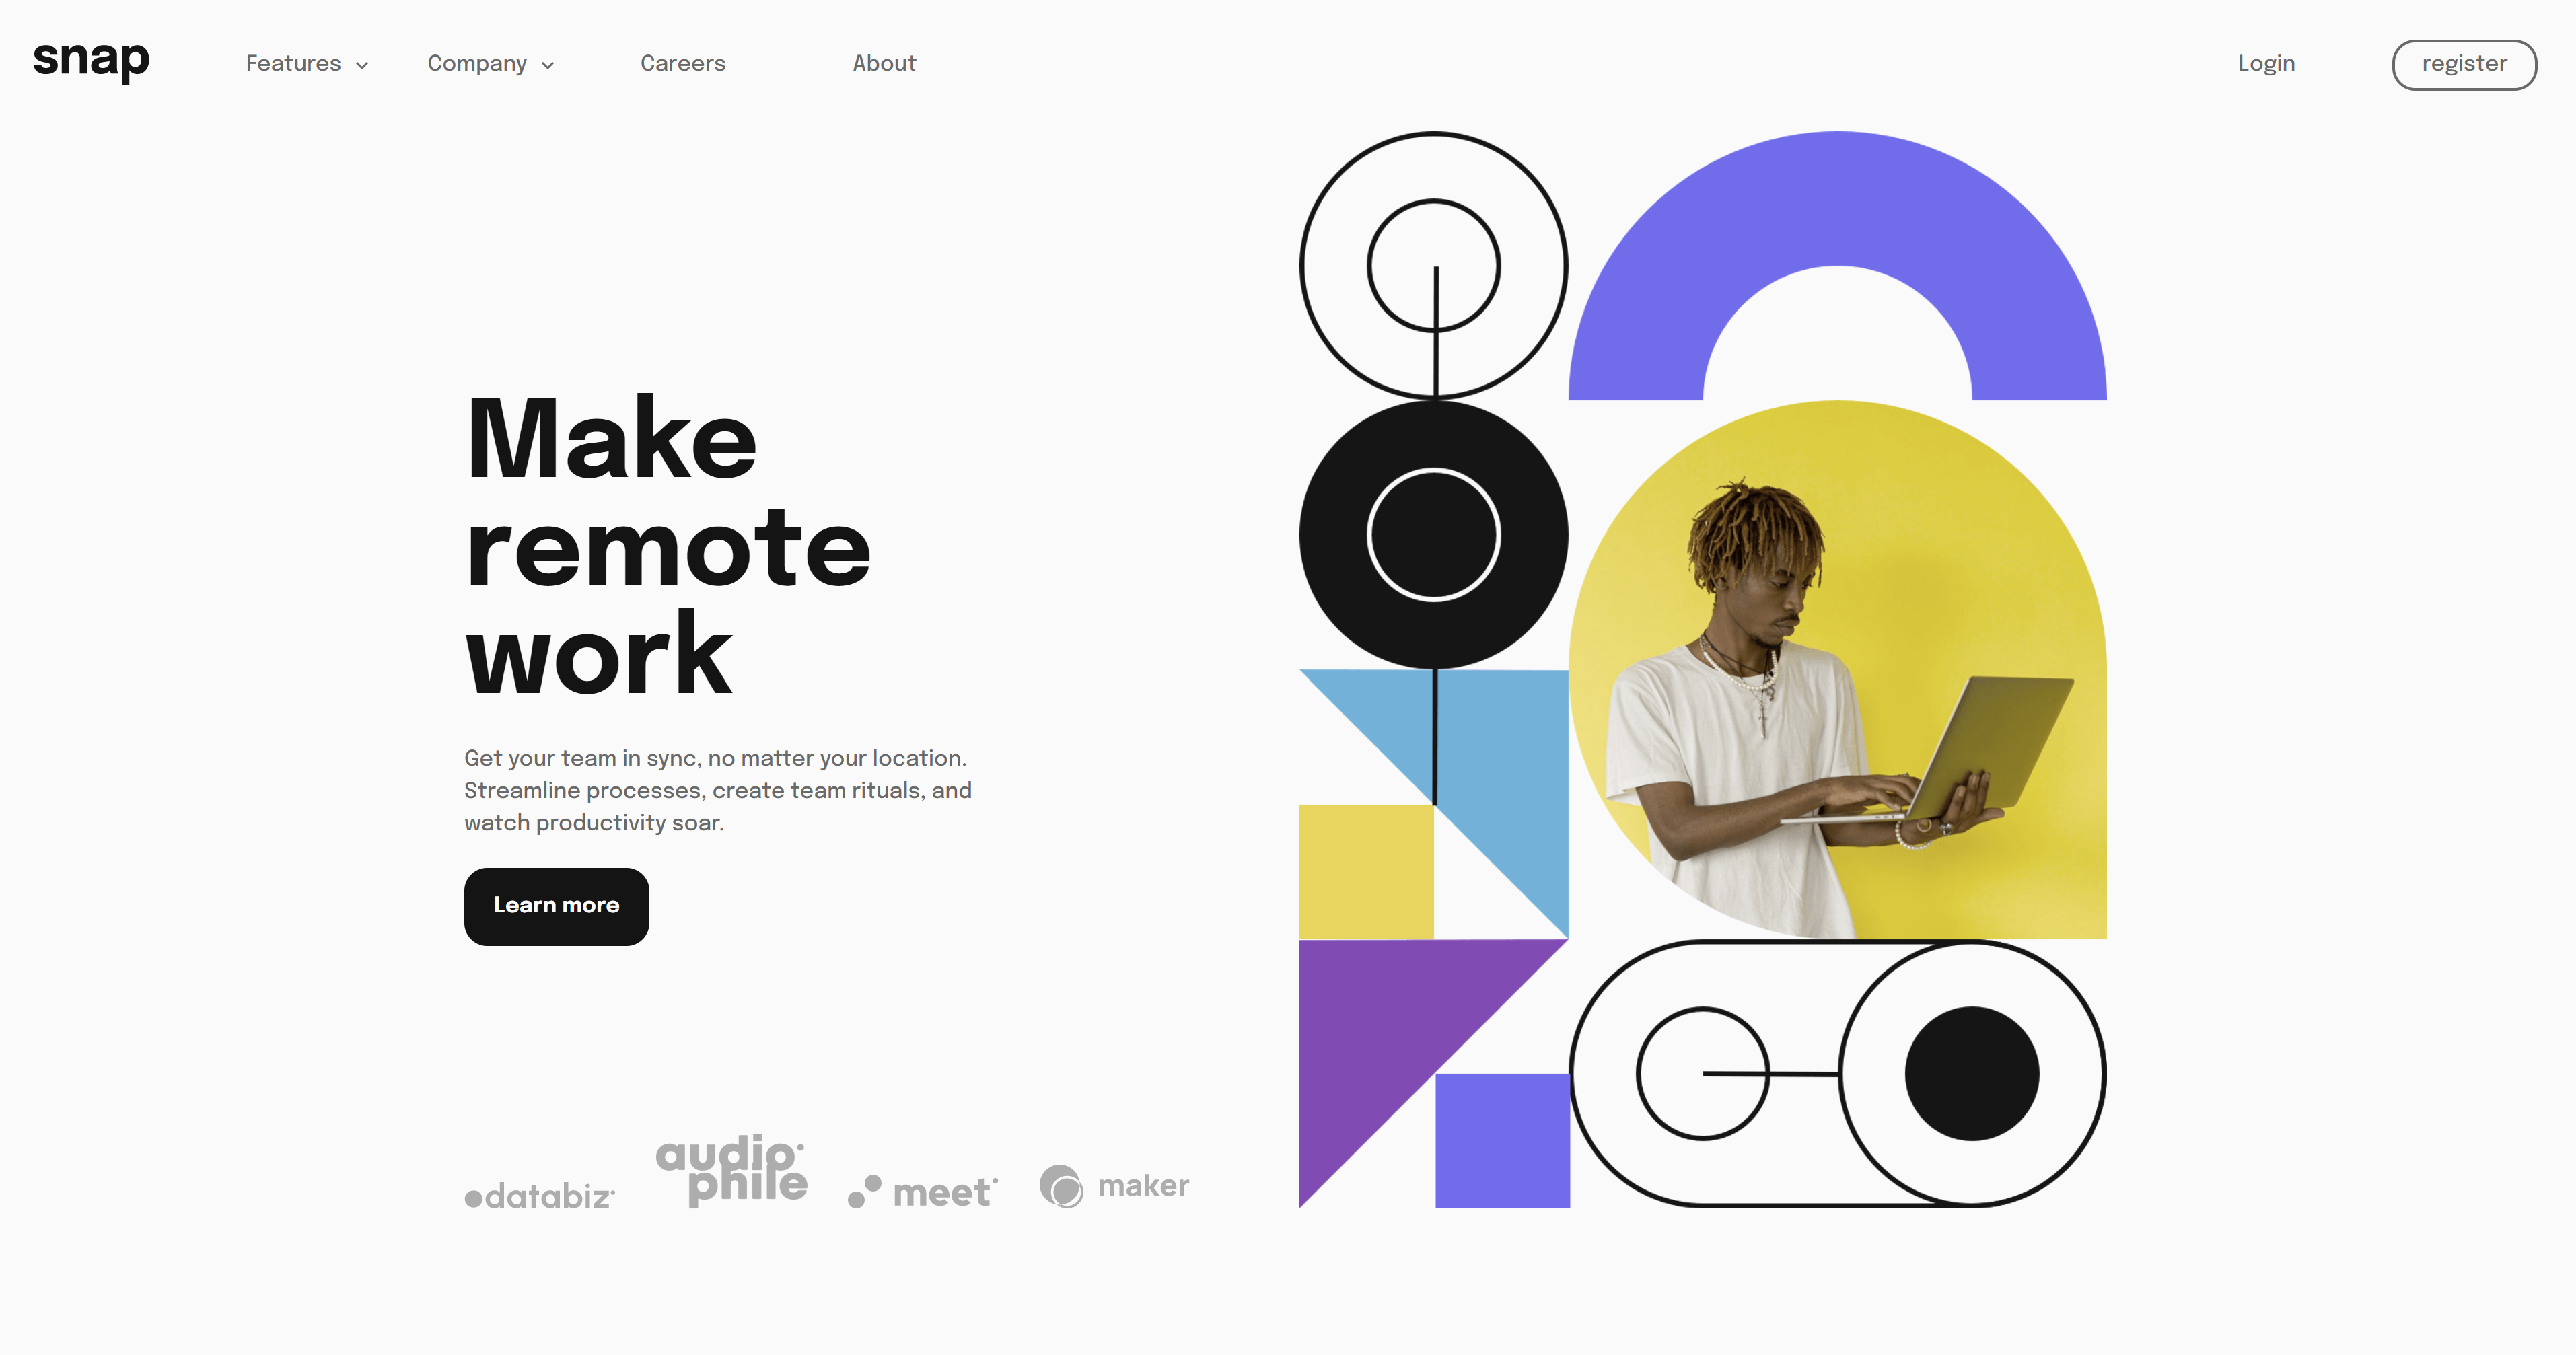 snap
Features
Company
Careers
About
Login
register
Make
remote
work
Get your team in sync, no matter your location.
Streamline processes, create team rituals, and
watch productivity soar.
Learn more
databiz
audio
phile
meet
maker